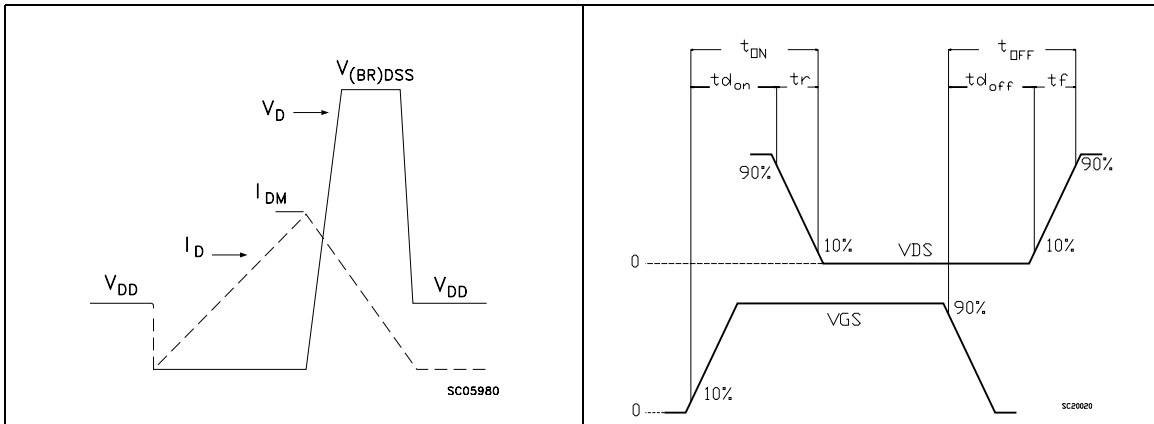 V(BR)DSS
VD
IDM
ID
VDD
VDD
SC05980
tON
tOFF
tdon
tr
tdoff
tf
90%
90%
10%
10%
0
VDS
90%
VGS
10%
0
SC20020